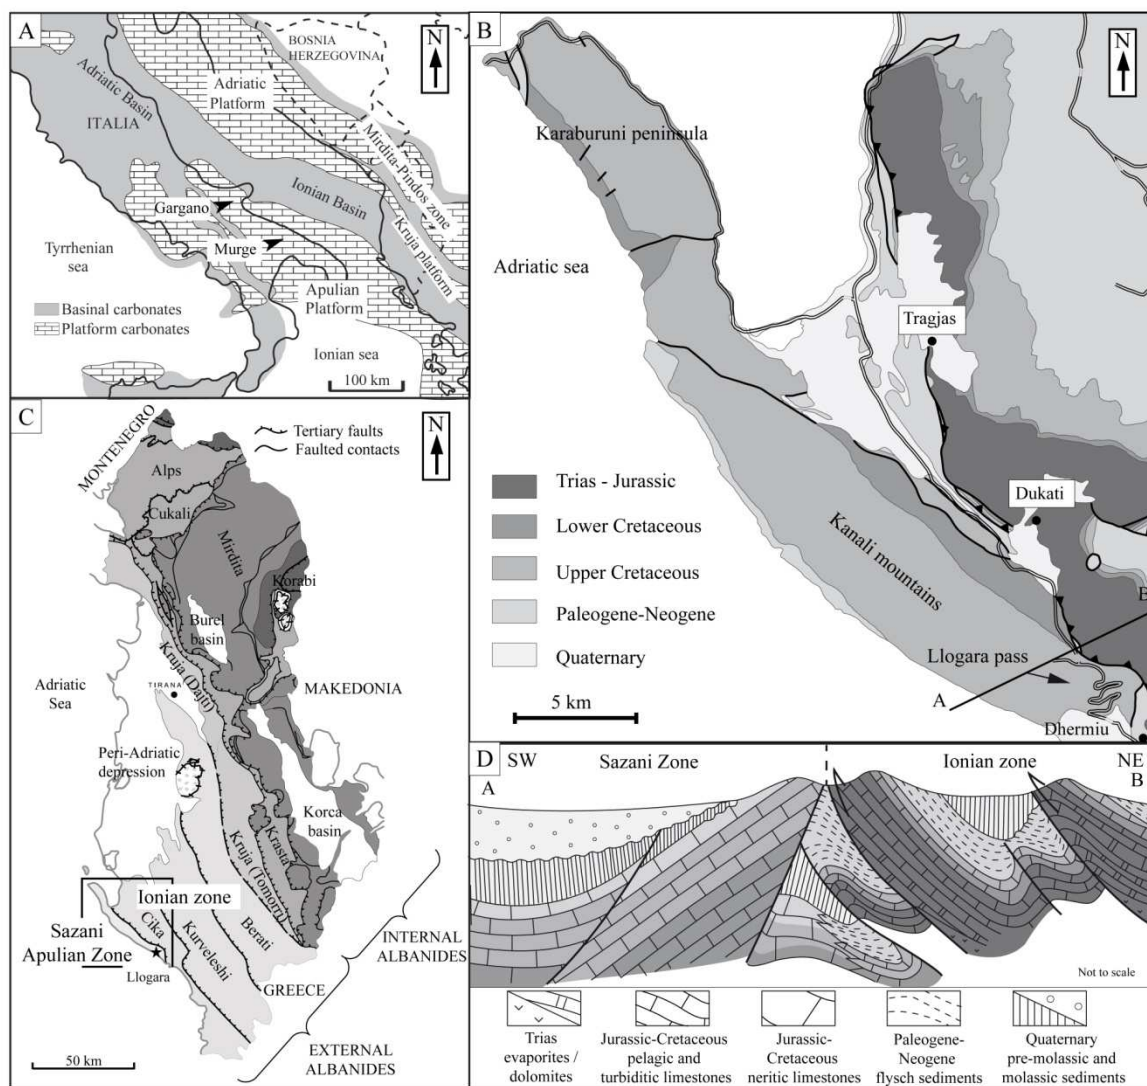 A
BOSNIA
HERZEGOVINA
N
Adriatic Basin
ITALIA
Adriatic
Platform
Mirdita-Pindos zone
Ionian Basin
Kruja platform
Gargano
Murge
Tyrrhenian
sea
Apulian
Platform
Basinal carbonates
Platform carbonates
Ionian sea
100 km
B
N
Karaburuni peninsula
Adriatic sea
Tragjas
Trias - Jurassic
Lower Cretaceous
Upper Cretaceous
Paleogene-Neogene
Quaternary
Dukati
Kanali mountains
B
Llogara pass
A
Dhermiu
5 km
C
MONTENEGRO
Tertiary faults
Faulted contacts
N
Alps
Cukali
Mirdita
Korabi
Burel
basin
Kruja (Dajti)
Adriatic
Sea
TIRANA
MAKEDONIA
Peri-Adriatic
depression
Korca
basin
Krasta
Kruja (Tomorri)
Ionian zone
Sazani
Apulian Zone
Cika
Kurveleshi
Berati
Llogara
GREECE
INTERNAL
ALBANIDES
EXTERNAL
ALBANIDES
50 km
D
SW
Sazani Zone
Ionian zone
NE
A
B
Not to scale
Trias
evaporites /
dolomites
Jurassic-Cretaceous
pelagic and
turbiditic limestones
Jurassic-
Cretaceous
neritic limestones
Paleogene-
Neogene
flysch sediments
Quaternary
pre-molassic and
molassic sediments